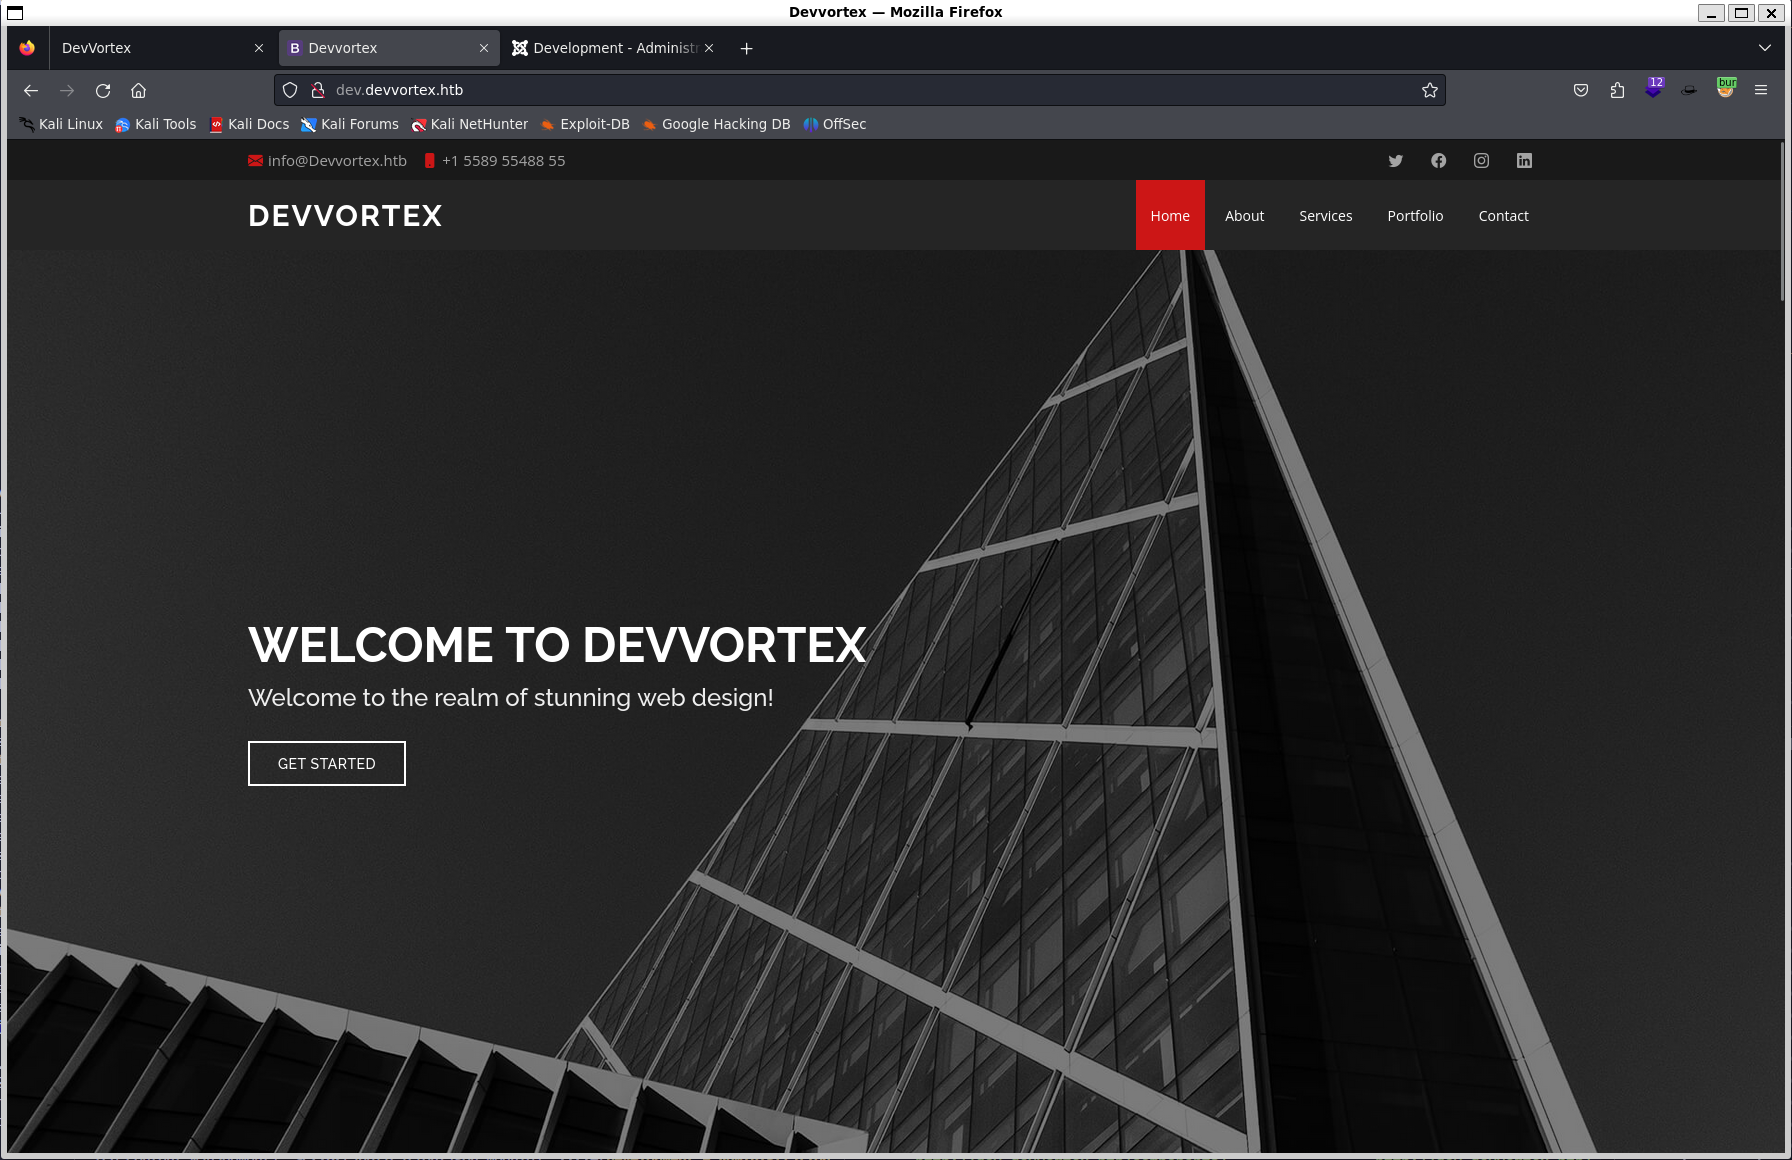 Devvortex — Mozilla Firefox
DevVortex
Devvortex
Development - Administr
dev.devvortex.htb
12
bur
Kali Linux
Kali Tools
Kali Docs
Kali Forums
Kali NetHunter
Exploit-DB
Google Hacking DB
OffSec
info@Devvortex.htb
+1 5589 55488 55
DEVVORTEX
Home
About
Services
Portfolio
Contact
WELCOME TO DEVVORTEX
Welcome to the realm of stunning web design!
GET STARTED